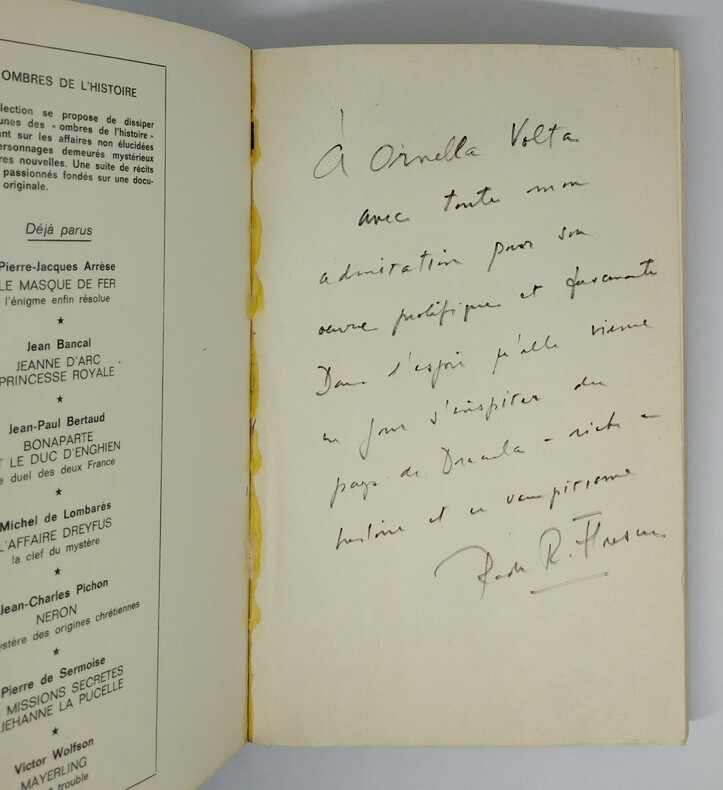 OMBRES DE L'HISTOIRE
lection se propose de dissiper
unes des « ombres de l'histoire »
ant sur les affaires non élucidées
ersonnages demeurés mystérieux
res nouvelles. Une suite de récits
passionnés fondés sur une docu-
originale.
Déjà parus
Pierre-Jacques Arrèse
LE MASQUE DE FER
l'énigme enfin résolue
★
Jean Bancal
JEANNE D'ARC
PRINCESSE ROYALE
★
Jean-Paul Bertaud
BONAPARTE
ET LE DUC D'ENGHIEN
e duel des deux France
★
Michel de Lombarès
L'AFFAIRE DREYFUS
la clef du mystère
★
Jean-Charles Pichon
NERON
ystère des origines chrétiennes
★
Pierre de Sermoise
MISSIONS SECRETES
JEHANNE LA PUCELLE
★
Victor Wolfson
MAYERLING
trouble
À Ornella Volta
avec toute mon
admiration pour son
œuvre prolifique et fascinante
Dans l'espoir qu'elle vienne
un jour s'inspirer du
pays de Dracula - riche -
histoire et en vampirisme
Radu R. Florescu